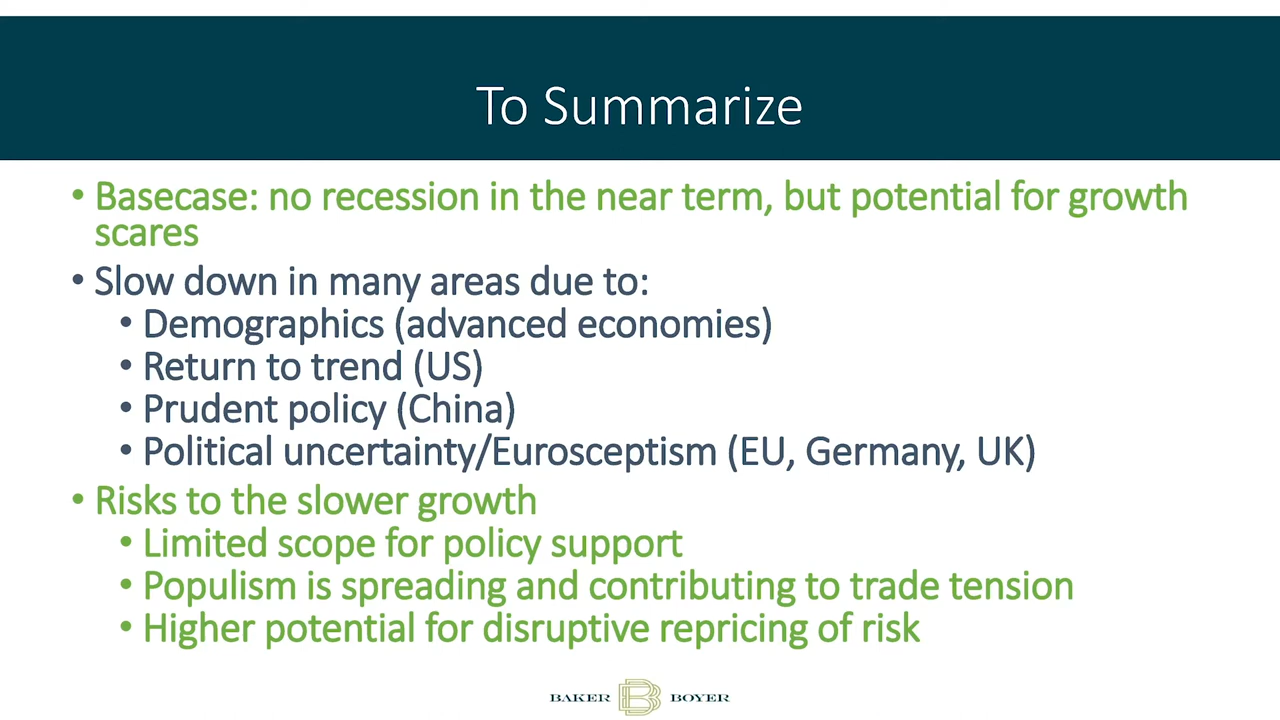 To Summarize
• Basecase: no recession in the near term, but potential for growth
scares
• Slow down in many areas due to:
• Demographics (advanced economies)
• Return to trend (US)
• Prudent policy (China)
• Political uncertainty/Eurosceptism (EU, Germany, UK)
• Risks to the slower growth
• Limited scope for policy support
• Populism is spreading and contributing to trade tension
• Higher potential for disruptive repricing of risk
BAKER B BOYER